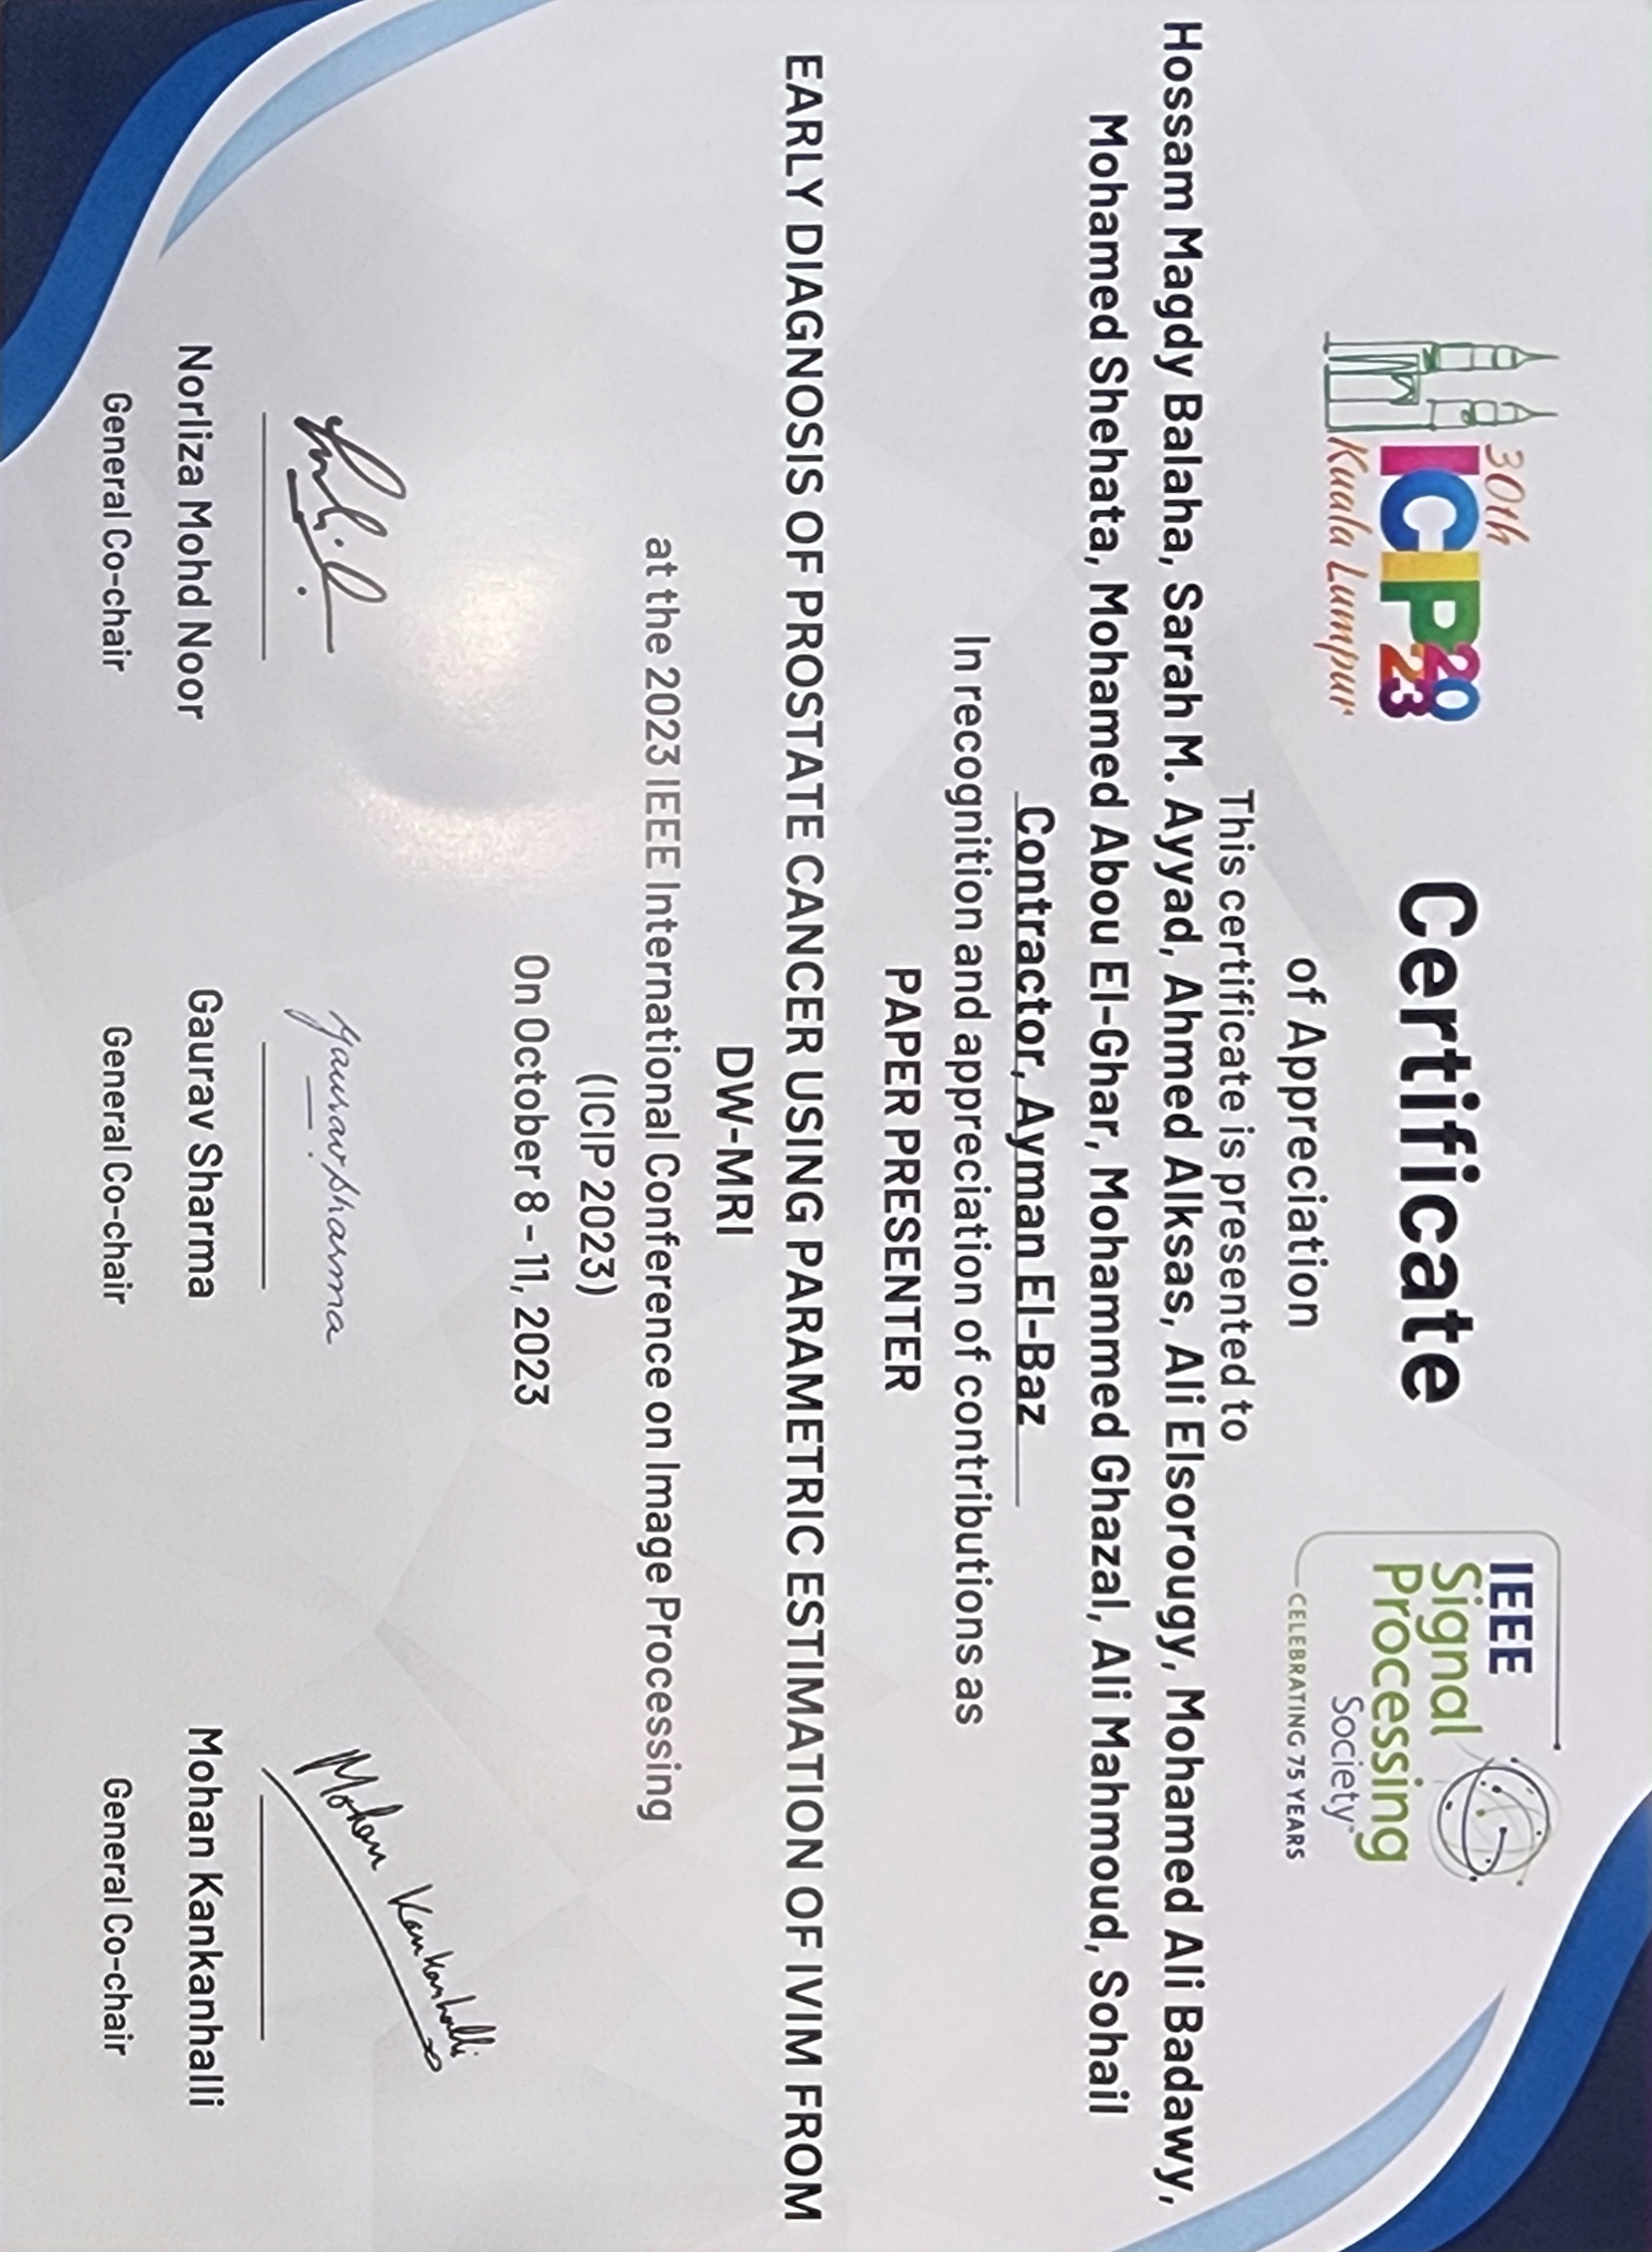 30th
ICIP 2023
Kuala Lumpur
IEEE
Signal
Processing
Society™
CELEBRATING 75 YEARS
Certificate
of Appreciation
This certificate is presented to
Hossam Magdy Balaha, Sarah M. Ayyad, Ahmed Alksas, Ali Elsorougy, Mohamed Ali Badawy,
Mohamed Shehata, Mohamed Abou El-Ghar, Mohammed Ghazal, Ali Mahmoud, Sohail
Contractor, Ayman El-Baz
In recognition and appreciation of contributions as
PAPER PRESENTER
EARLY DIAGNOSIS OF PROSTATE CANCER USING PARAMETRIC ESTIMATION OF IVIM FROM
DW-MRI
at the 2023 IEEE International Conference on Image Processing
(ICIP 2023)
On October 8 - 11, 2023
Gaurav Sharma
Mohan Kankanhalli
Norliza Mohd Noor
Gaurav Sharma
Mohan Kankanhalli
General Co-chair
General Co-chair
General Co-chair